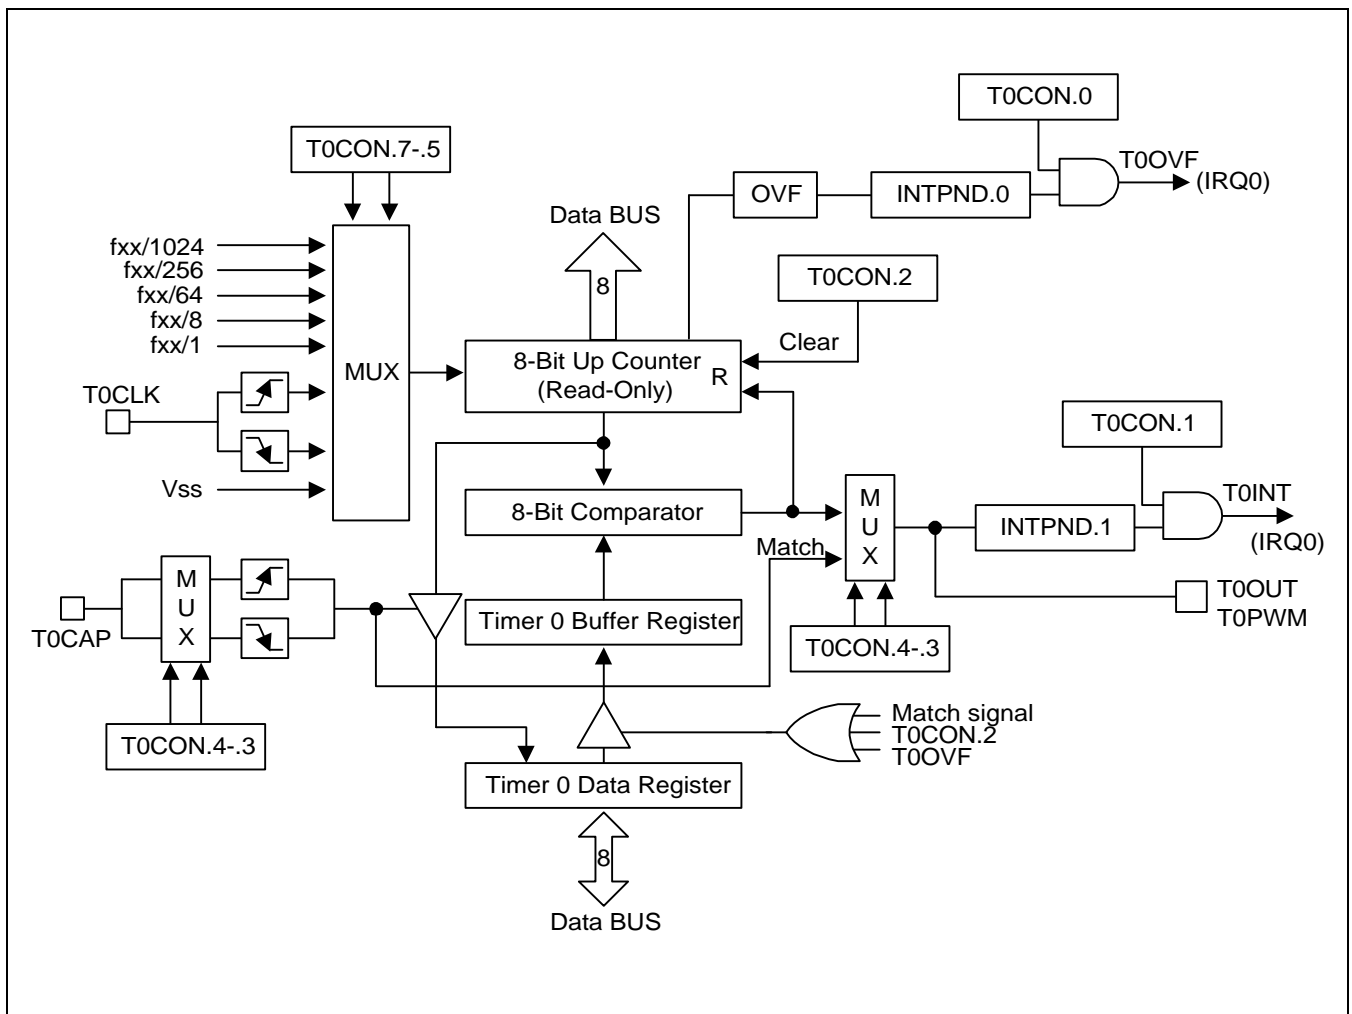 T0CON.0
T0CON.7-.5
T0OVF
(IRQ0)
OVF
INTPND.0
Data BUS
8
T0CON.2
fxx/1024
fxx/256
fxx/64
fxx/8
fxx/1
MUX
Clear
8-Bit Up Counter
(Read-Only)
R
T0CLK
Vss
T0CON.1
8-Bit Comparator
Match
M
U
X
INTPND.1
T0INT
(IRQ0)
T0OUT
T0PWM
T0CAP
M
U
X
Timer 0 Buffer Register
T0CON.4-.3
T0CON.4-.3
Match signal
T0CON.2
T0OVF
Timer 0 Data Register
8
Data BUS